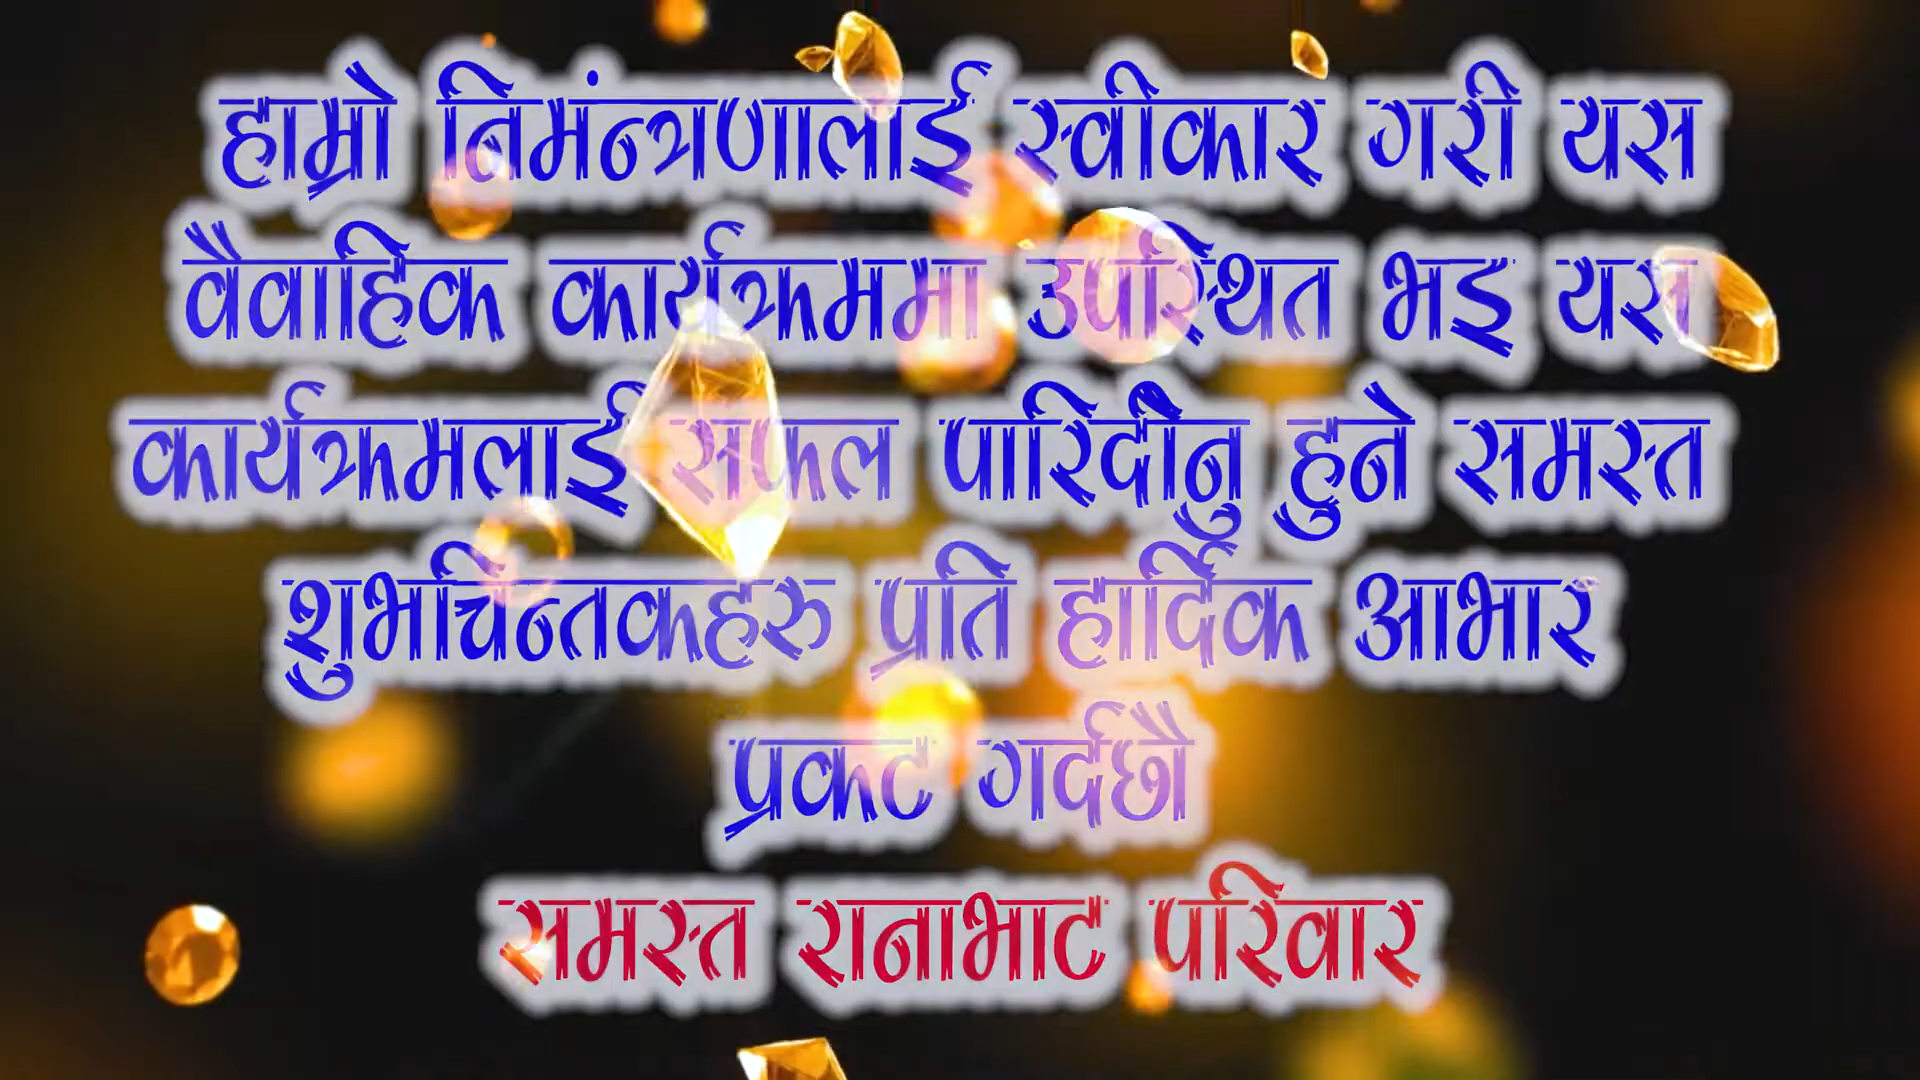 हाम्रो निमंन्त्रणालाई स्वीकार गरी यस
वैवाहिक कार्यक्रममा उपस्थित भइ यस
कार्यक्रमलाई सफल पारिदीनु हुने समस्त
शुभचिन्तकहरु प्रति हार्दिक आभार
प्रकट गर्दछौ
समस्त रानाभाट परिवार